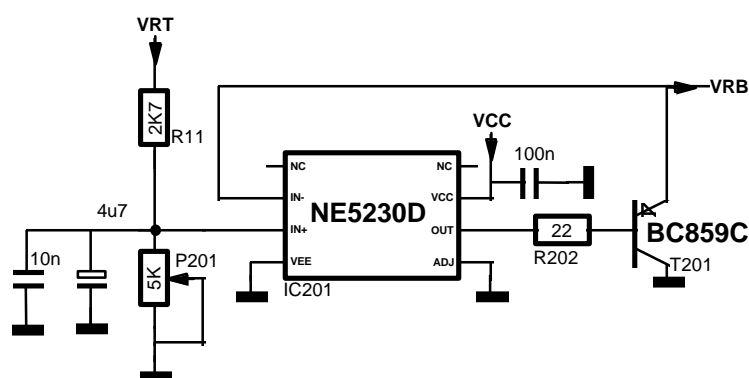 VRT
2K7
R11
VRB
VCC
100n
NC
NC
IN-
VCC
NE5230D
IN+
OUT
VEE
ADJ
IC201
22
R202
BC859C
T201
4u7
10n
P201
5K